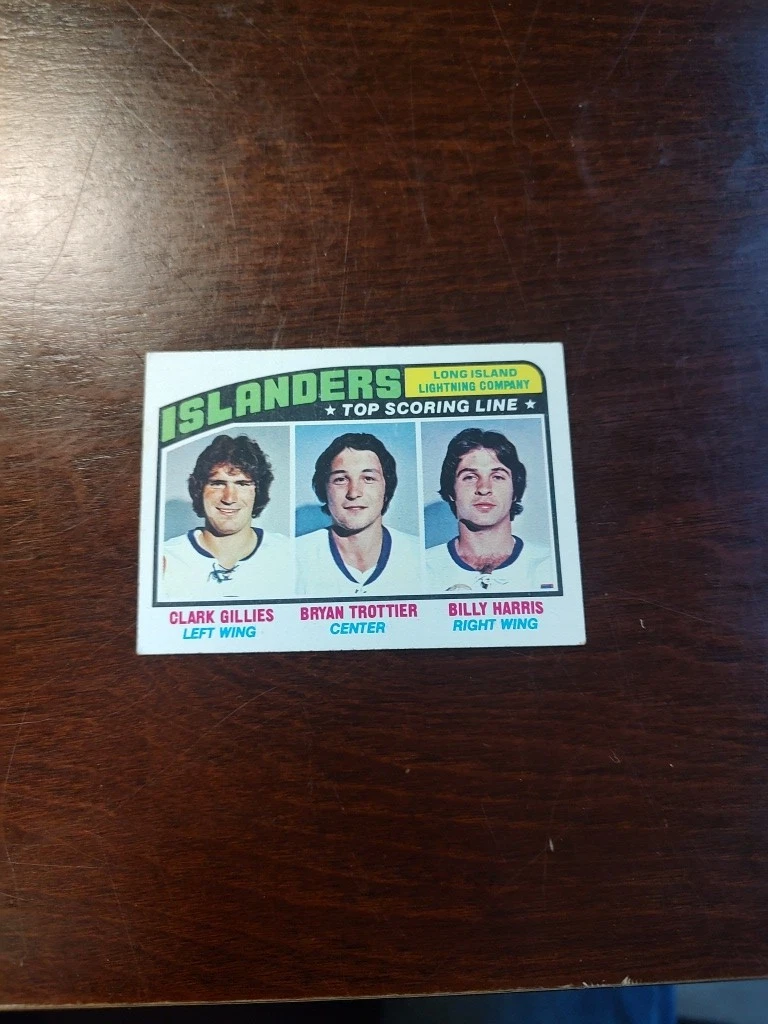 ISLANDERS
LONG ISLAND
LIGHTNING COMPANY
★ TOP SCORING LINE ★
CLARK GILLIES
LEFT WING
BRYAN TROTTIER
CENTER
BILLY HARRIS
RIGHT WING